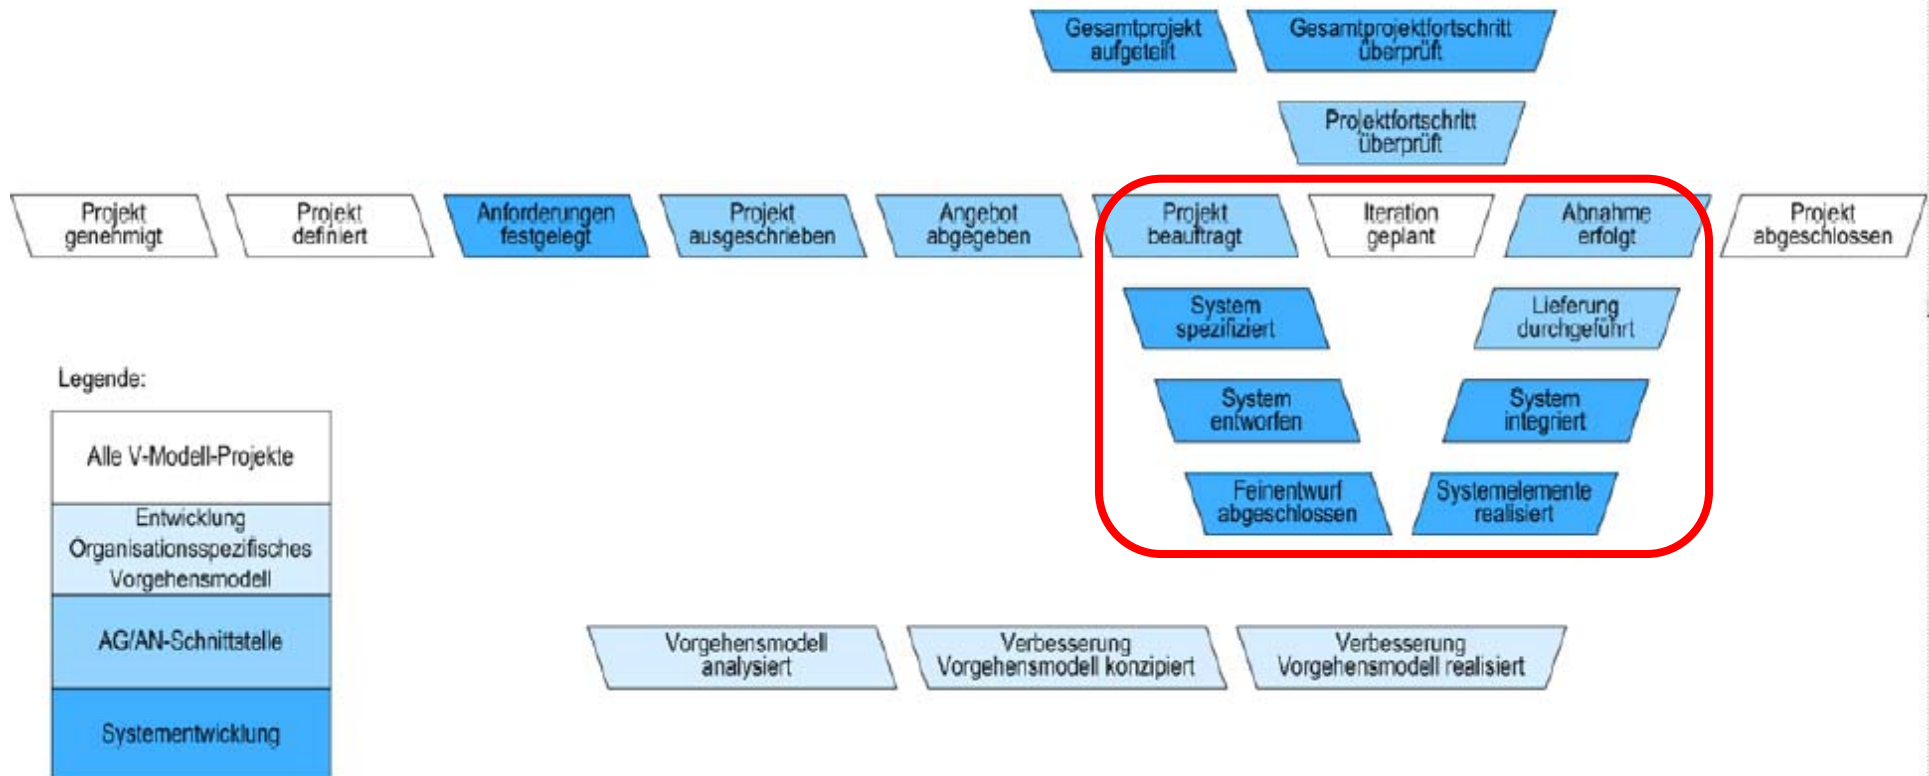 Gesamtprojekt
aufgeteilt
Gesamtprojektfortschritt
überprüft
Projektfortschritt
überprüft
Projekt
genehmigt
Projekt
definiert
Anforderungen
festgelegt
Projekt
ausgeschrieben
Angebot
abgegeben
Projekt
beauftragt
Iteration
geplant
Abnahme
erfolgt
Projekt
abgeschlossen
System
spezifiziert
Lieferung
durchgeführt
System
entworfen
System
integriert
Feinentwurf
abgeschlossen
Systemelemente
realisiert
Legende:
Alle V-Modell-Projekte
Entwicklung
Organisationsspezifisches
Vorgehensmodell
AG/AN-Schnittstelle
Systementwicklung
Vorgehensmodell
analysiert
Verbesserung
Vorgehensmodell konzipiert
Verbesserung
Vorgehensmodell realisiert